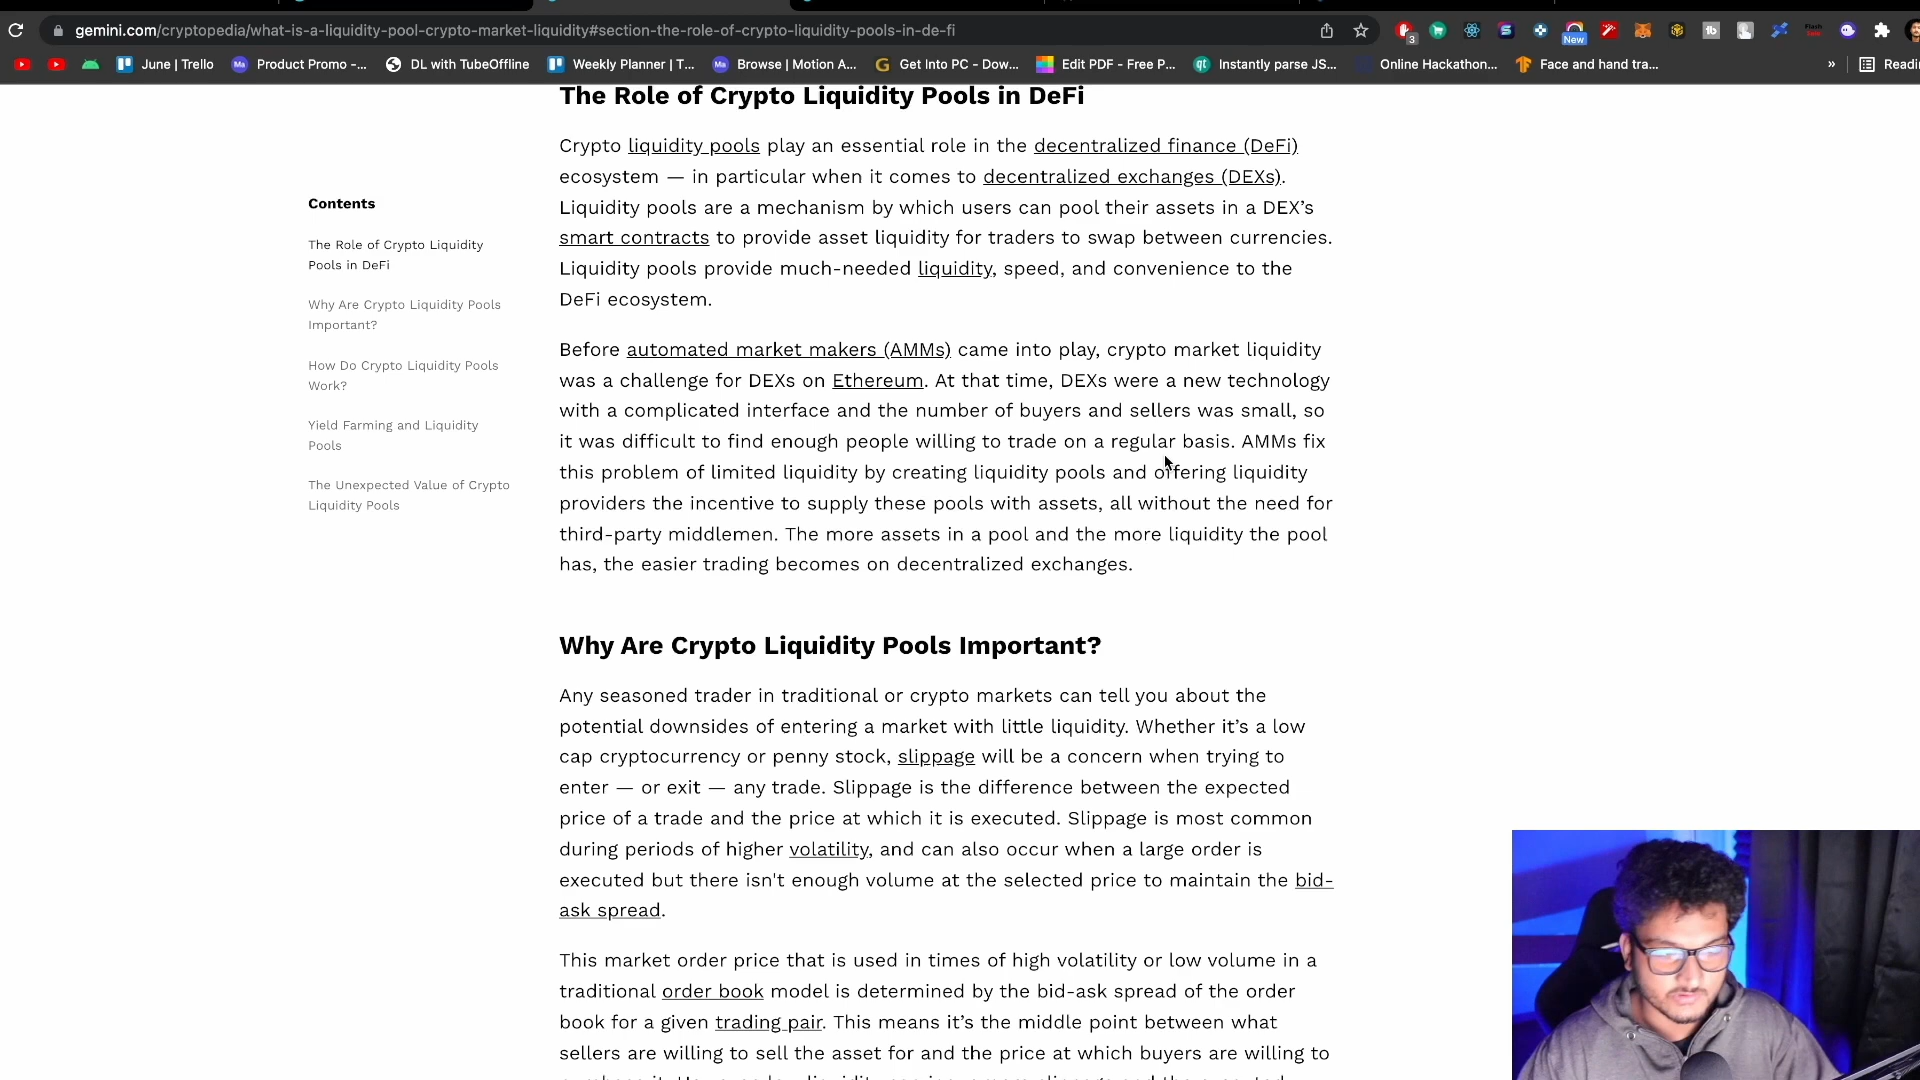 gemini.com/cryptopedia/what-is-a-liquidity-pool-crypto-market-liquidity#section-the-role-of-crypto-liquidity-pools-in-de-fi
3
New
June | Trello
Product Promo -...
DL with TubeOffline
Weekly Planner | T...
Browse | Motion A...
Get Into PC - Dow...
Edit PDF - Free P...
Instantly parse JS...
Online Hackathon...
Face and hand tra...
»
Readi
Contents
The Role of Crypto Liquidity
Pools in DeFi
Why Are Crypto Liquidity Pools
Important?
How Do Crypto Liquidity Pools
Work?
Yield Farming and Liquidity
Pools
The Unexpected Value of Crypto
Liquidity Pools
The Role of Crypto Liquidity Pools in DeFi
Crypto liquidity pools play an essential role in the decentralized finance (DeFi)
ecosystem — in particular when it comes to decentralized exchanges (DEXs).
Liquidity pools are a mechanism by which users can pool their assets in a DEX’s
smart contracts to provide asset liquidity for traders to swap between currencies.
Liquidity pools provide much-needed liquidity, speed, and convenience to the
DeFi ecosystem.
Before automated market makers (AMMs) came into play, crypto market liquidity
was a challenge for DEXs on Ethereum. At that time, DEXs were a new technology
with a complicated interface and the number of buyers and sellers was small, so
it was difficult to find enough people willing to trade on a regular basis. AMMs fix
this problem of limited liquidity by creating liquidity pools and offering liquidity
providers the incentive to supply these pools with assets, all without the need for
third-party middlemen. The more assets in a pool and the more liquidity the pool
has, the easier trading becomes on decentralized exchanges.
Why Are Crypto Liquidity Pools Important?
Any seasoned trader in traditional or crypto markets can tell you about the
potential downsides of entering a market with little liquidity. Whether it’s a low
cap cryptocurrency or penny stock, slippage will be a concern when trying to
enter — or exit — any trade. Slippage is the difference between the expected
price of a trade and the price at which it is executed. Slippage is most common
during periods of higher volatility, and can also occur when a large order is
executed but there isn't enough volume at the selected price to maintain the bid-
ask spread.
This market order price that is used in times of high volatility or low volume in a
traditional order book model is determined by the bid-ask spread of the order
book for a given trading pair. This means it’s the middle point between what
sellers are willing to sell the asset for and the price at which buyers are willing to